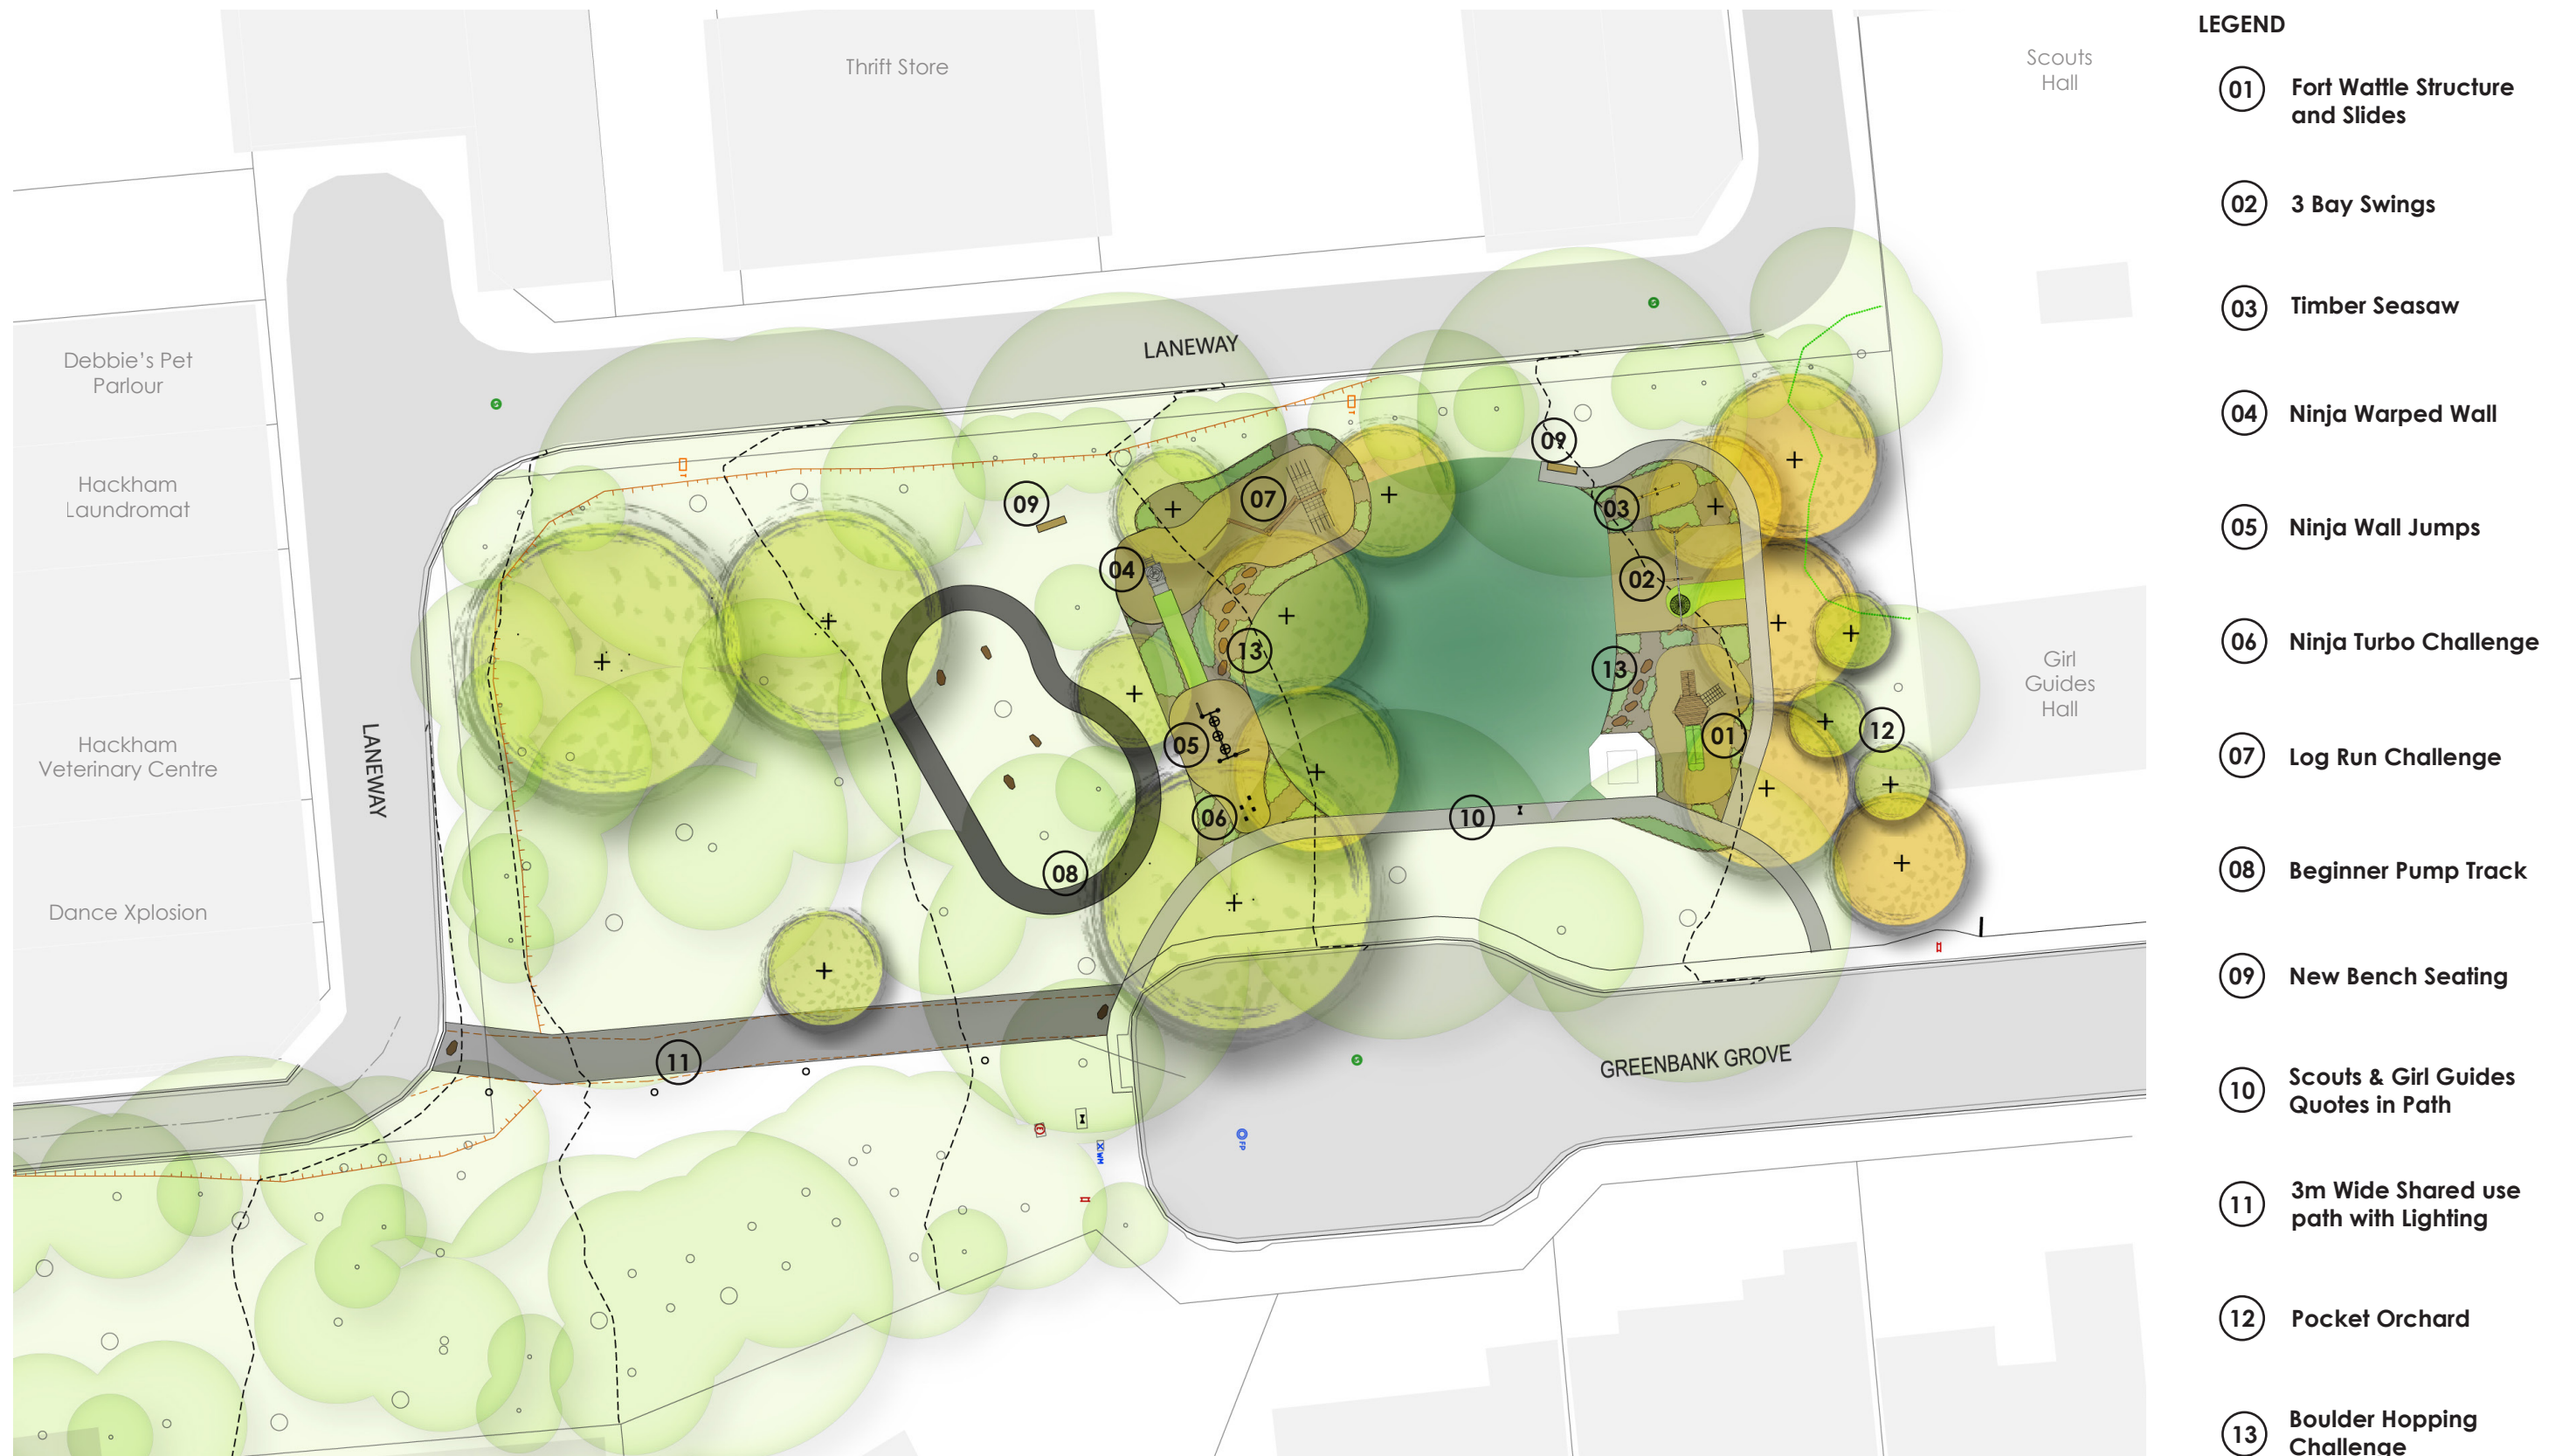 LEGEND
01 Fort Wattle Structure
and Slides
02 3 Bay Swings
03 Timber Seasaw
04 Ninja Warped Wall
05 Ninja Wall Jumps
06 Ninja Turbo Challenge
07 Log Run Challenge
08 Beginner Pump Track
09 New Bench Seating
10 Scouts & Girl Guides
Quotes in Path
11 3m Wide Shared use
path with Lighting
12 Pocket Orchard
13 Boulder Hopping
Challenge
Thrift Store
Scouts
Hall
LANEWAY
Debbie's Pet
Parlour
Hackham
Laundromat
Hackham
Veterinary Centre
Dance Xplosion
LANEWAY
Girl
Guides
Hall
GREENBANK GROVE
09
09
07
03
04
02
13
13
05
01
12
06
10
08
11
FP